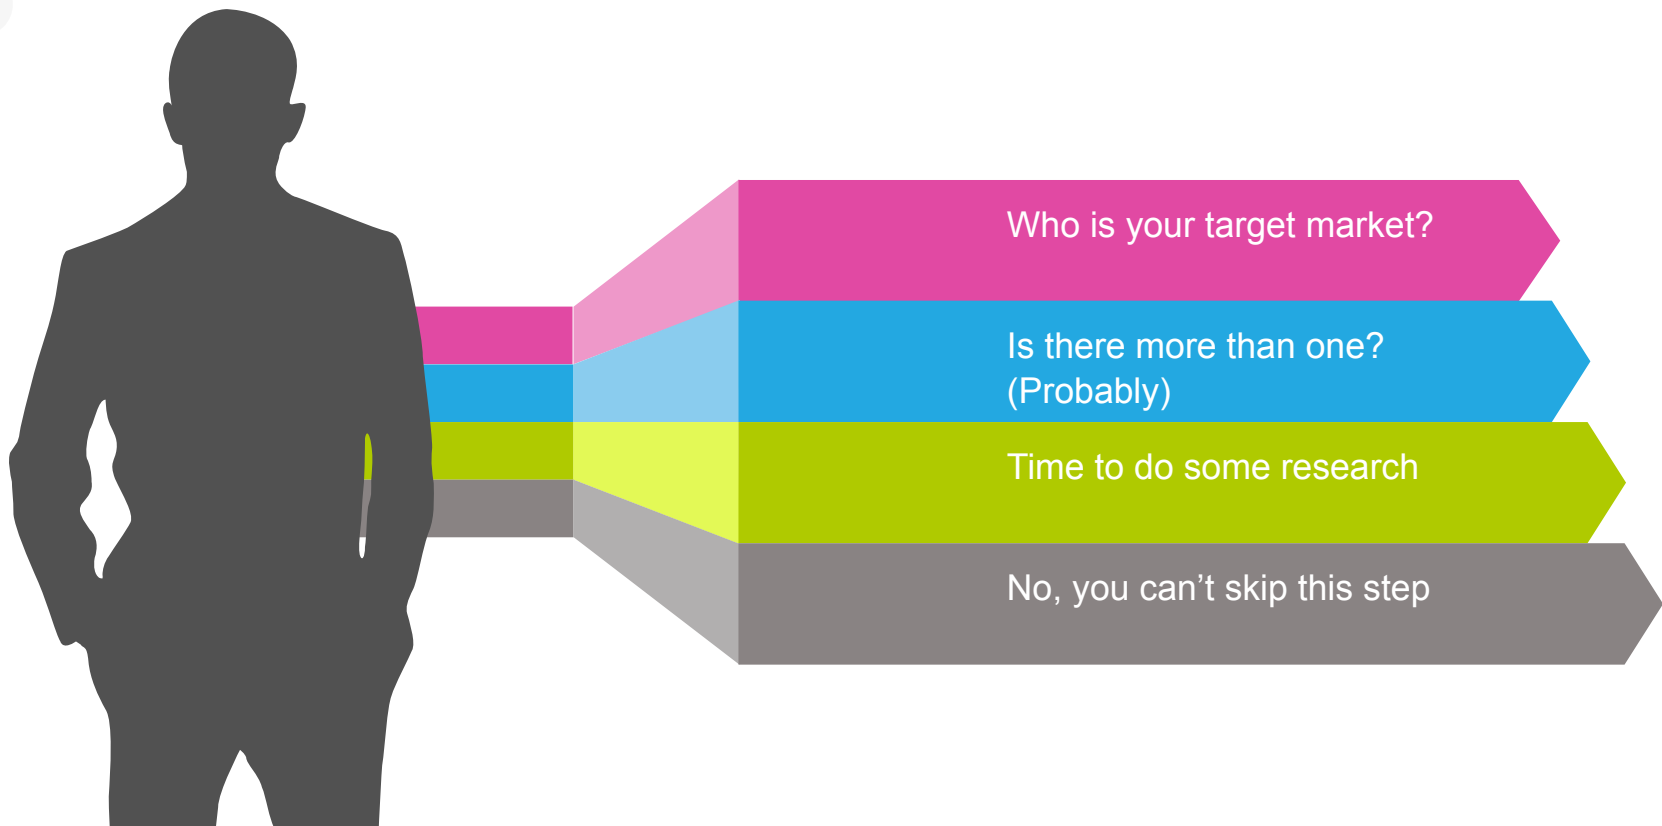 Who is your target market?
Is there more than one?
(Probably)
Time to do some research
No, you can’t skip this step